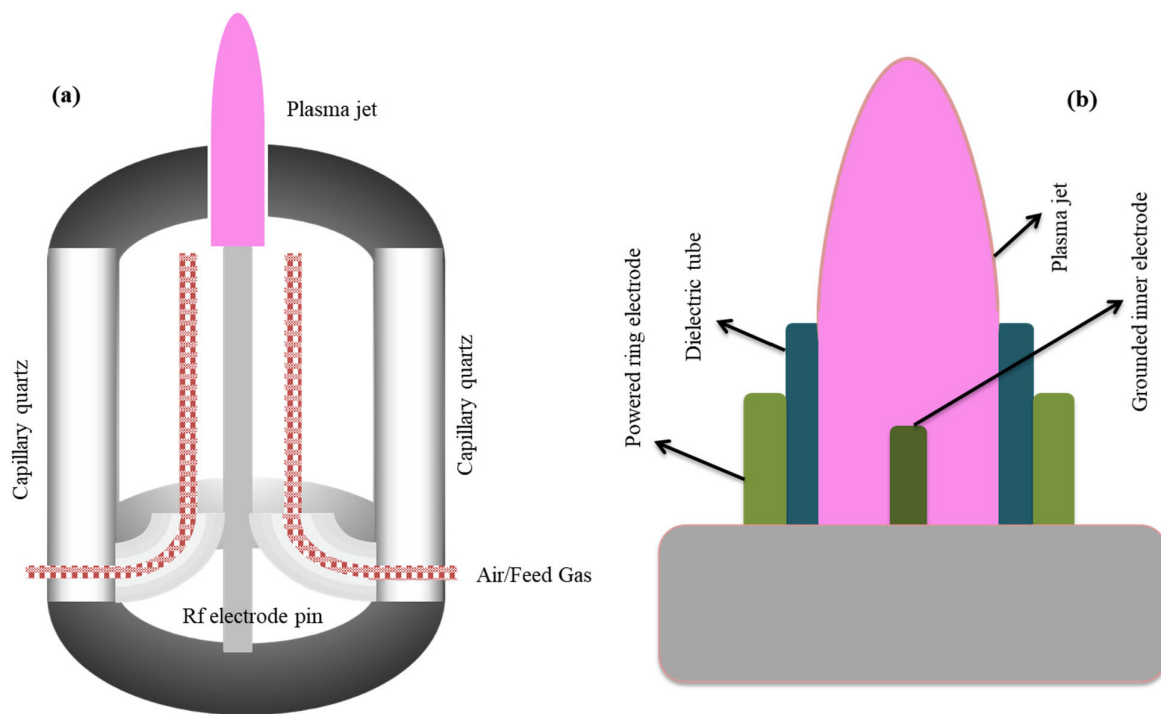 (a)
Plasma jet
Capillary quartz
Capillary quartz
Air/Feed Gas
Rf electrode pin
(b)
Powered ring electrode
Dielectric tube
Plasma jet
Grounded inner electrode